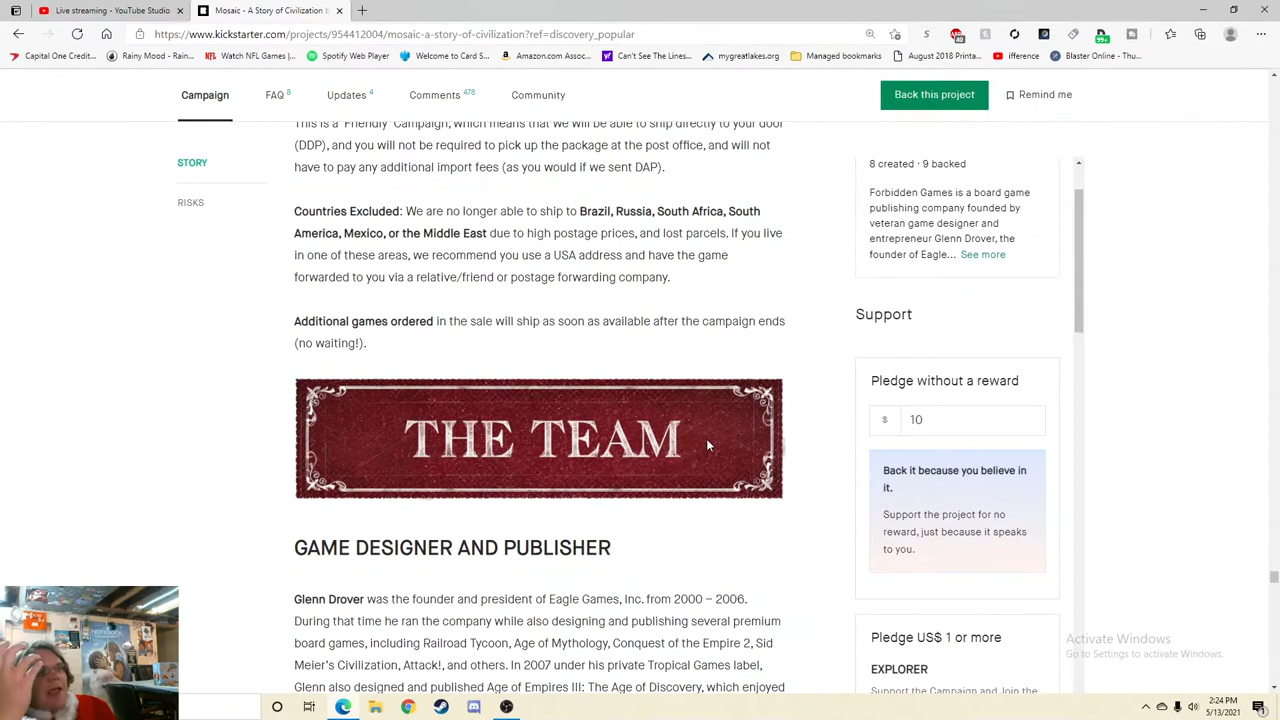 Live streaming - YouTube Studio
Mosaic - A Story of Civilization b
https://www.kickstarter.com/projects/954412004/mosaic-a-story-of-civilization?ref=discovery_popular
Capital One Credit...
Rainy Mood - Rainy...
Watch NFL Games |...
Spotify Web Player
Welcome to Card S...
Amazon.com Assoc...
Can't See The Lines...
mygreatlakes.org
Managed bookmarks
August 2018 Printa...
ifference
Blaster Online - Thu...
Campaign
FAQ 8
Updates 4
Comments 478
Community
Back this project
Remind me
STORY
RISKS
This is a 'Friendly' Campaign, which means that we will be able to ship directly to your door
(DDP), and you will not be required to pick up the package at the post office, and will not
have to pay any additional import fees (as you would if we sent DAP).
Countries Excluded: We are no longer able to ship to Brazil, Russia, South Africa, South
America, Mexico, or the Middle East due to high postage prices, and lost parcels. If you live
in one of these areas, we recommend you use a USA address and have the game
forwarded to you via a relative/friend or postage forwarding company.
Additional games ordered in the sale will ship as soon as available after the campaign ends
(no waiting!).
THE TEAM
GAME DESIGNER AND PUBLISHER
Glenn Drover was the founder and president of Eagle Games, Inc. from 2000 – 2006.
During that time he ran the company while also designing and publishing several premium
board games, including Railroad Tycoon, Age of Mythology, Conquest of the Empire 2, Sid
Meier's Civilization, Attack!, and others. In 2007 under his private Tropical Games label,
Glenn also designed and published Age of Empires III: The Age of Discovery, which enjoyed
8 created · 9 backed
Forbidden Games is a board game
publishing company founded by
veteran game designer and
entrepreneur Glenn Drover, the
founder of Eagle... See more
Support
Pledge without a reward
$ 10
Back it because you believe in
it.
Support the project for no
reward, just because it speaks
to you.
Pledge US$ 1 or more
EXPLORER
Support the Campaign and Join the
Activate Windows
Go to Settings to activate Windows.
2:24 PM
5/13/2021